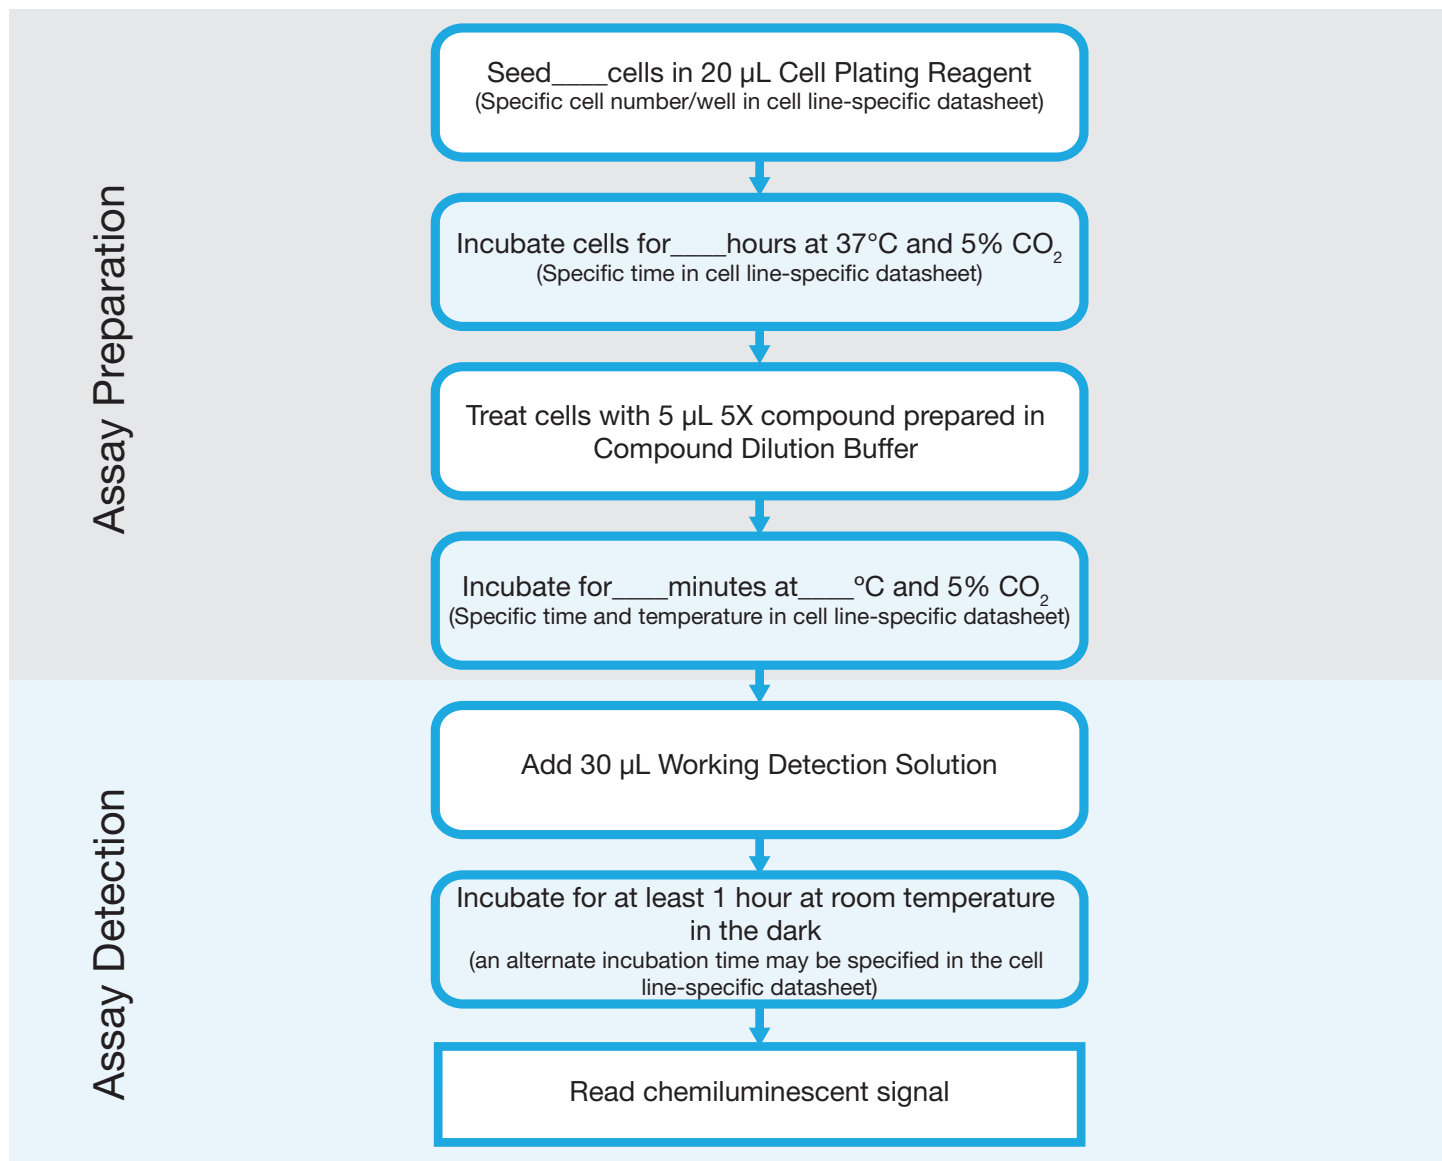 Assay Preparation
Seed____cells in 20 µL Cell Plating Reagent
(Specific cell number/well in cell line-specific datasheet)
Incubate cells for____hours at 37°C and 5% CO₂
(Specific time in cell line-specific datasheet)
Treat cells with 5 µL 5X compound prepared in
Compound Dilution Buffer
Incubate for____minutes at____ºC and 5% CO₂
(Specific time and temperature in cell line-specific datasheet)
Assay Detection
Add 30 µL Working Detection Solution
Incubate for at least 1 hour at room temperature
in the dark
(an alternate incubation time may be specified in the cell
line-specific datasheet)
Read chemiluminescent signal